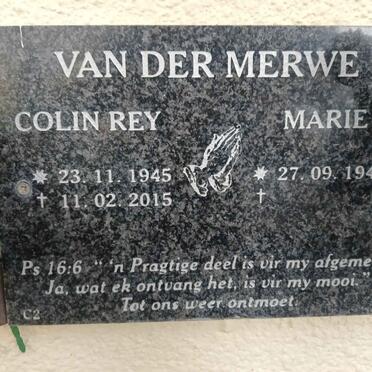 VAN DER MERWE
COLIN REY MARIE
* 23. 11. 1945 * 27. 09. 194
† 11. 02. 2015 †
Ps 16:6 " 'n Pragtige deel is vir my afgeme
Ja, wat ek ontvang het, is vir my mooi."
Tot ons weer ontmoet.
C2